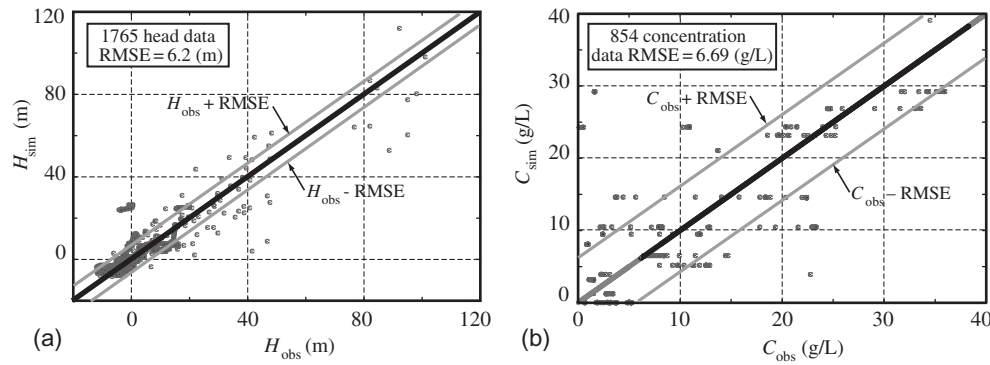 1765 head data
RMSE = 6.2 (m)
H_obs + RMSE
H_obs - RMSE
120
80
40
0
H_sim (m)
0
40
80
120
H_obs (m)
(a)
854 concentration
data RMSE = 6.69 (g/L)
C_obs + RMSE
C_obs - RMSE
40
30
20
10
0
C_sim (g/L)
0
10
20
30
40
C_obs (g/L)
(b)